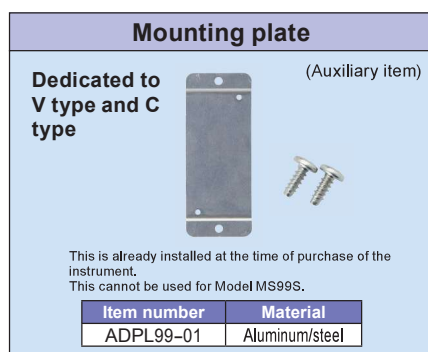 Mounting plate
Dedicated to
V type and C
type
(Auxiliary item)
This is already installed at the time of purchase of the
instrument.
This cannot be used for Model MS99S.
Item number Material
ADPL99-01 Aluminum/steel